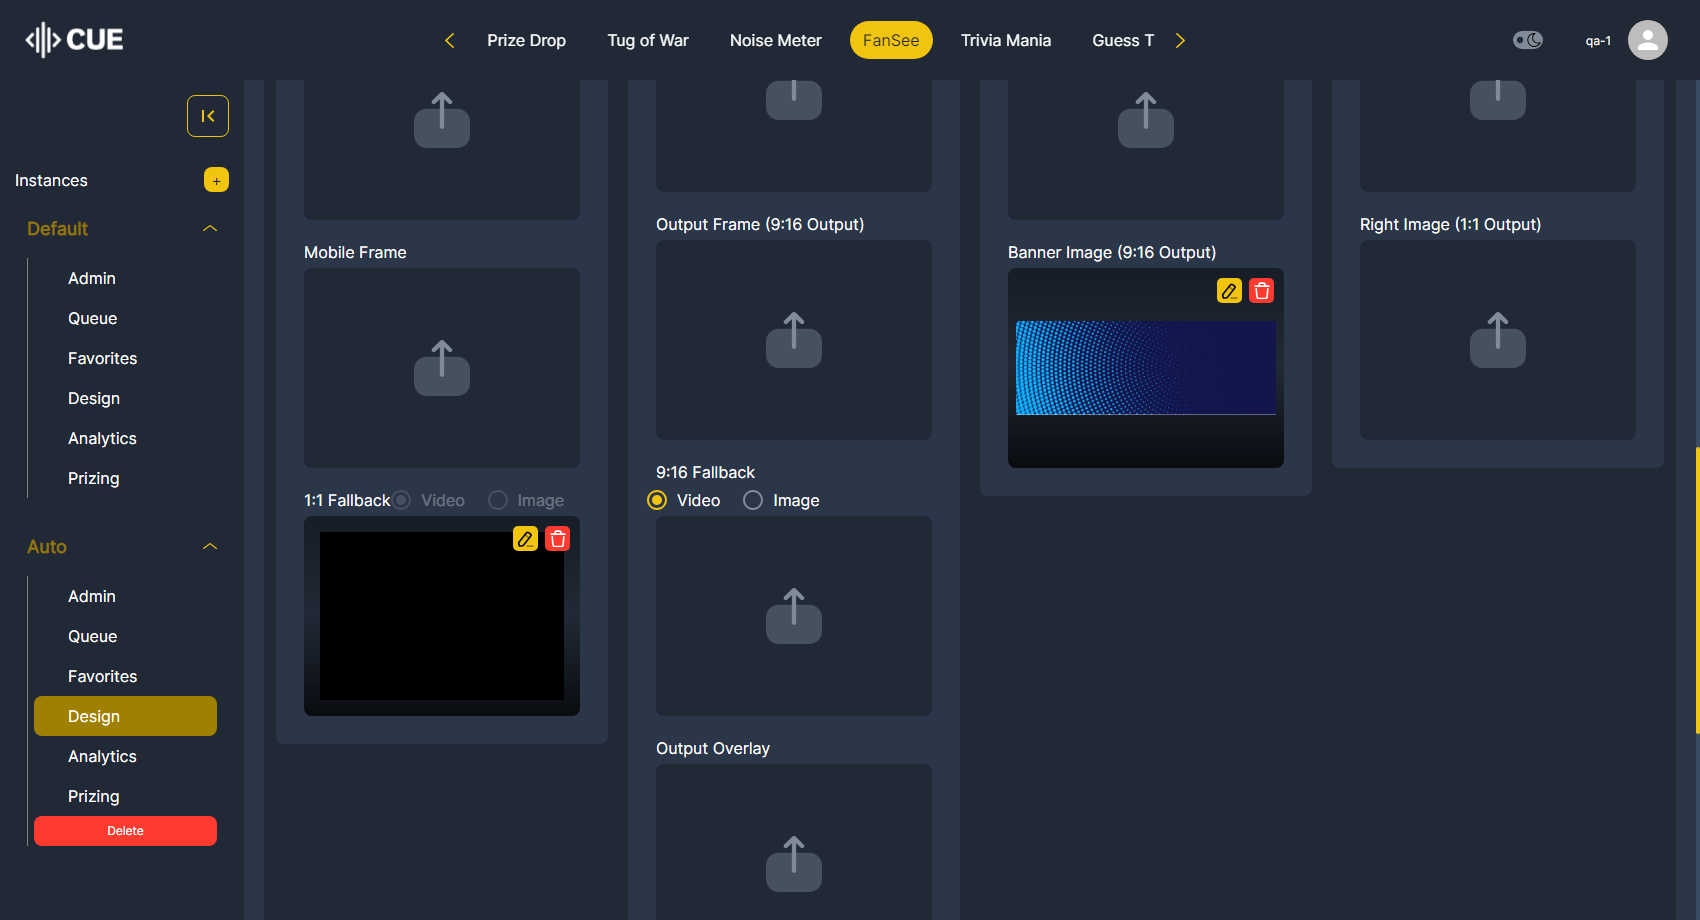 CUE
Prize Drop
Tug of War
Noise Meter
FanSee
Trivia Mania
Guess T
qa-1
Instances
+
Default
Admin
Queue
Favorites
Design
Analytics
Prizing
Auto
Admin
Queue
Favorites
Design
Analytics
Prizing
Delete
Mobile Frame
1:1 Fallback Video Image
Output Frame (9:16 Output)
9:16 Fallback
Video Image
Output Overlay
Banner Image (9:16 Output)
Right Image (1:1 Output)